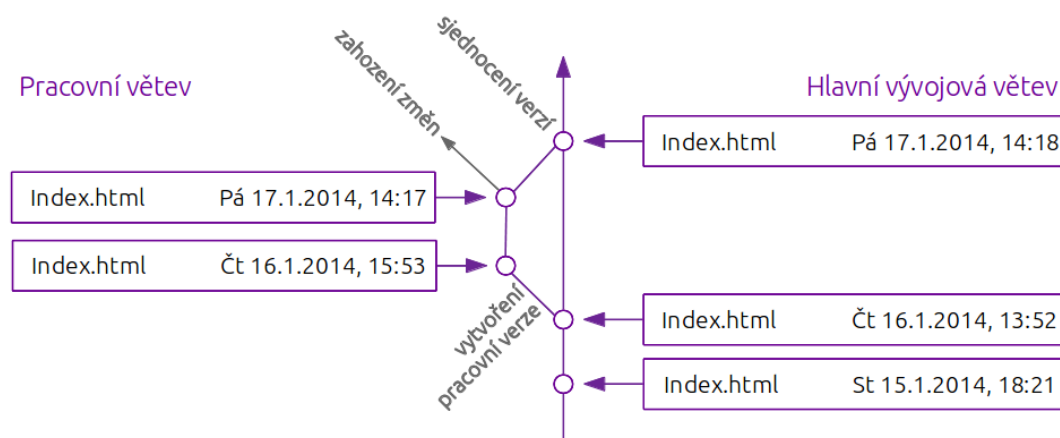 sjednocení verzí
zahození změn
Pracovní větev
Hlavní vývojová větev
Index.html Pá 17.1.2014, 14:18
Index.html Pá 17.1.2014, 14:17
Index.html Čt 16.1.2014, 15:53
vytvoření
pracovní verze
Index.html Čt 16.1.2014, 13:52
Index.html St 15.1.2014, 18:21